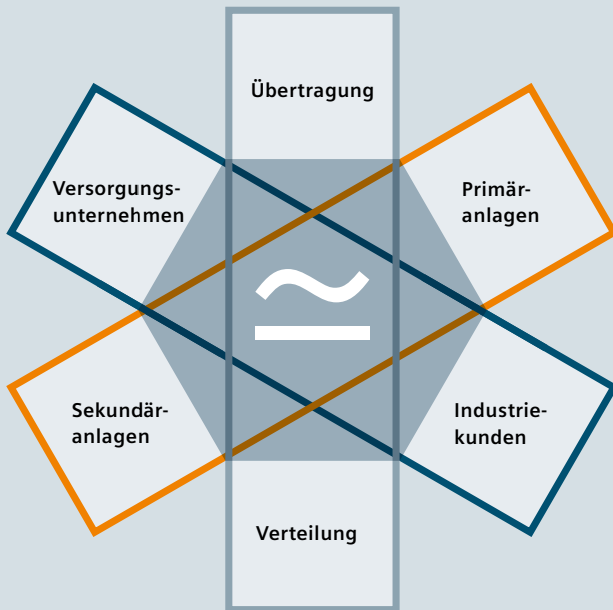 Übertragung
Versorgungs-
unternehmen
Primär-
anlagen
Sekundär-
anlagen
Industrie-
kunden
Verteilung